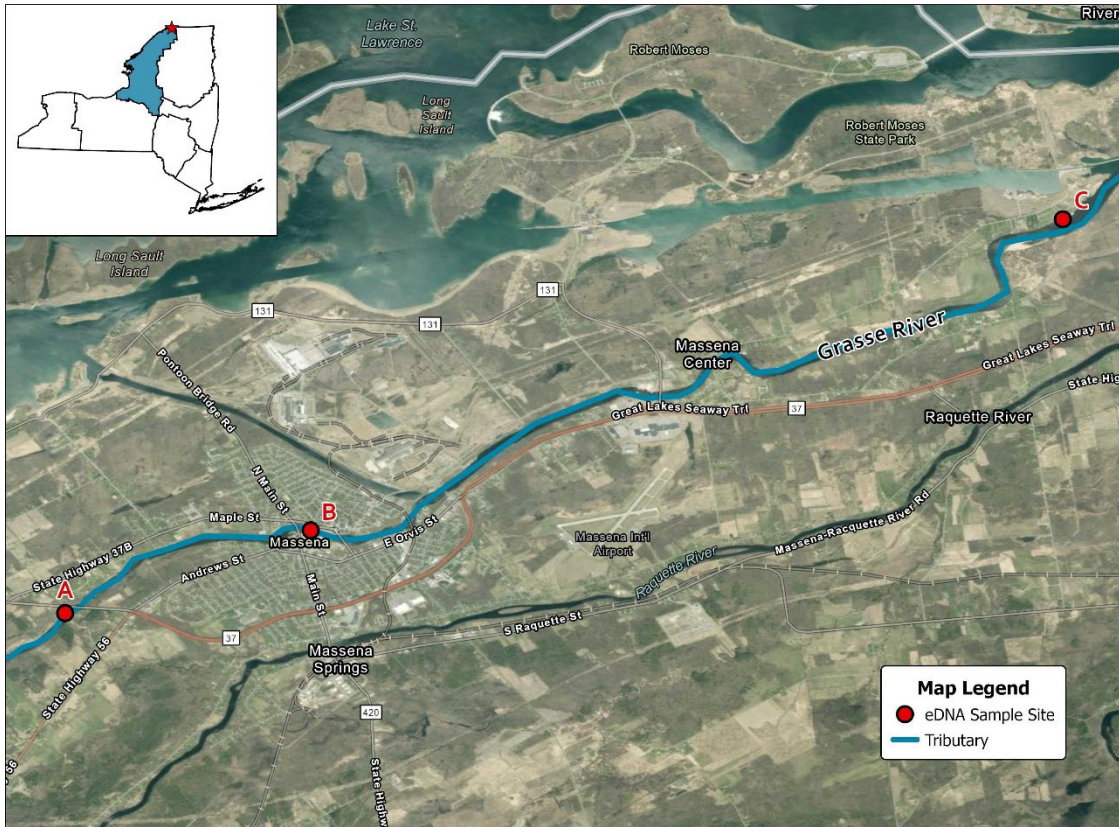 Lake St.
Lawrence
River
Robert Moses
Long
Sault
Island
Robert Moses
State Park
C
Long Sault
Island
131
131
131
Pontoon Bridge Rd
Massena
Center
Grasse River
Great Lakes Seaway Trl
Great Lakes Seaway Trl
37
State Hig
Raquette River
N Main St
Maple St
B
Massena
E Orvis St
Massena Int'l
Airport
Massena-Racquette River Rd
State Highway 37B
Andrews St
Main St
A
Raquette River
S Raquette St
37
Massena
Springs
State Highway 56
56
420
State Highw
Map Legend
eDNA Sample Site
Tributary